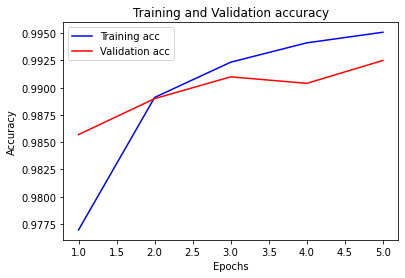 Training and Validation accuracy
Training acc
Validation acc
0.9950
0.9925
0.9900
0.9875
0.9850
0.9825
0.9800
0.9775
Accuracy
1.0 1.5 2.0 2.5 3.0 3.5 4.0 4.5 5.0
Epochs